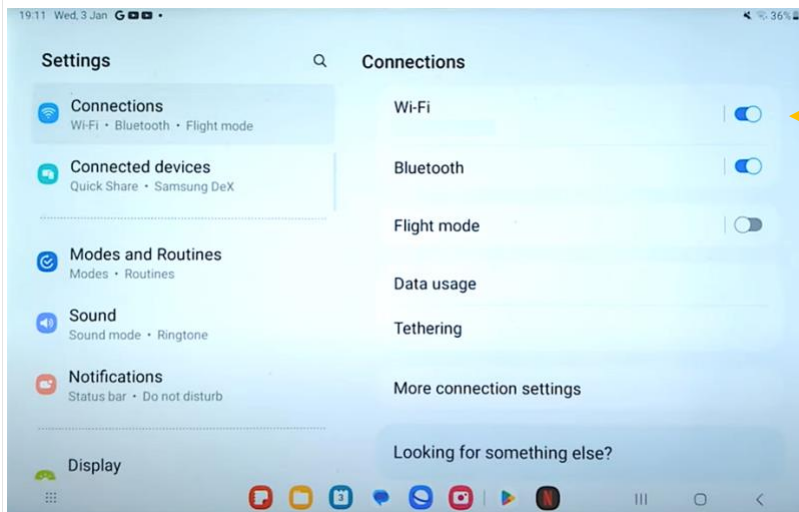 19:11 Wed, 3 Jan G
36%
Settings
Connections
Wi-Fi • Bluetooth • Flight mode
Connected devices
Quick Share • Samsung DeX
Modes and Routines
Modes • Routines
Sound
Sound mode • Ringtone
Notifications
Status bar • Do not disturb
Display
Connections
Wi-Fi
Bluetooth
Flight mode
Data usage
Tethering
More connection settings
Looking for something else?
3
N